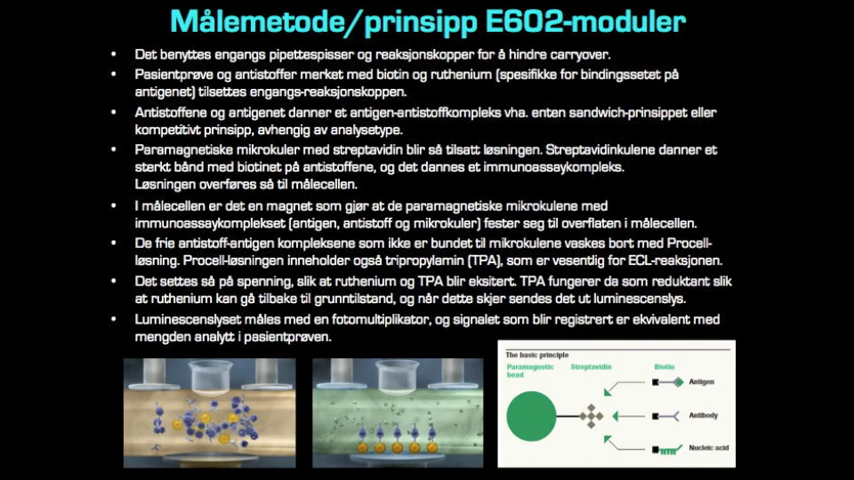 Målemetode/prinsipp E602-moduler
• Det benyttes engangs pipettespisser og reaksjonskopper for å hindre carryover.
• Pasientprøve og antistoffer merket med biotin og ruthenium (spesifikke for bindingssetet på
antigenet) tilsettes engangs-reaksjonskoppen.
• Antistoffene og antigenet danner et antigen-antistoffkompleks vha. enten sandwich-prinsippet eller
kompetitivt prinsipp, avhengig av analysetype.
• Paramagnetiske mikrokuler med streptavidin blir så tilsatt løsningen. Streptavidinkulene danner et
sterkt bånd med biotinet på antistoffene, og det dannes et immunoassaykompleks.
Løsningen overføres så til målecellen.
• I målecellen er det en magnet som gjør at de paramagnetiske mikrokulene med
immunoassaykomplekset (antigen, antistoff og mikrokuler) fester seg til overflaten i målecellen.
• De frie antistoff-antigen kompleksene som ikke er bundet til mikrokulene vaskes bort med Procell-
løsning. Procell-løsningen inneholder også tripropylamin (TPA), som er vesentlig for ECL-reaksjonen.
• Det settes så på spenning, slik at ruthenium og TPA blir eksitert. TPA fungerer da som reduktant slik
at ruthenium kan gå tilbake til grunntilstand, og når dette skjer sendes det ut luminescenslys.
• Luminescenslyset måles med en fotomultiplikator, og signalet som blir registrert er ekvivalent med
mengden analytt i pasientprøven.
The basic principle
Paramagnetic bead
Streptavidin
Biotin
Antigen
Antibody
Nucleic acid